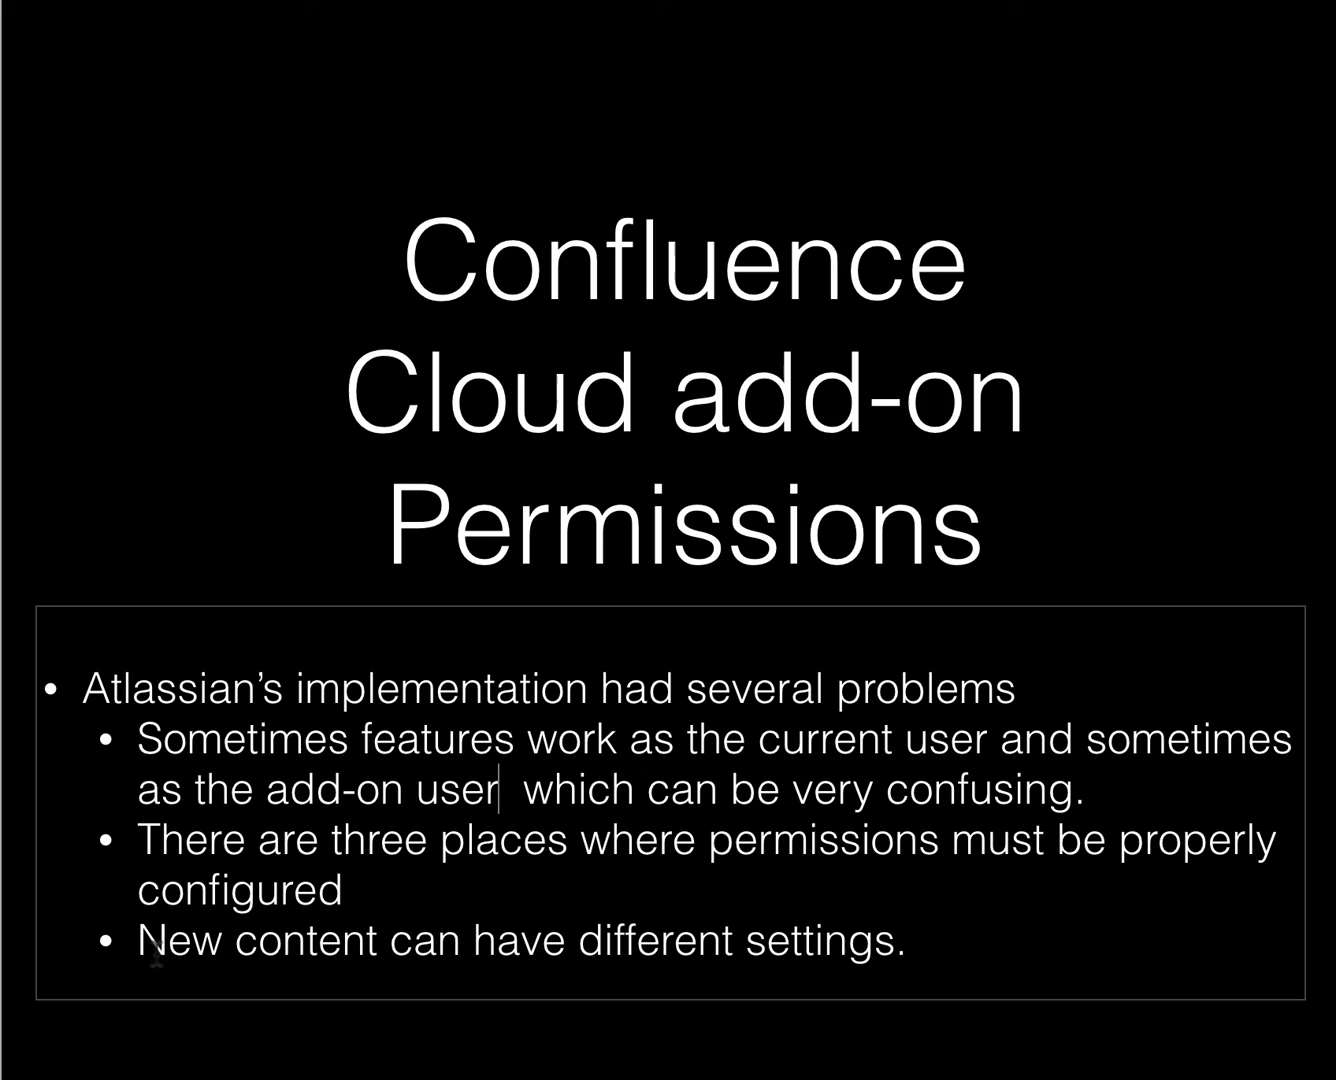 Confluence
Cloud add-on
Permissions
• Atlassian’s implementation had several problems
• Sometimes features work as the current user and sometimes
as the add-on user  which can be very confusing.
• There are three places where permissions must be properly
configured
• New content can have different settings.